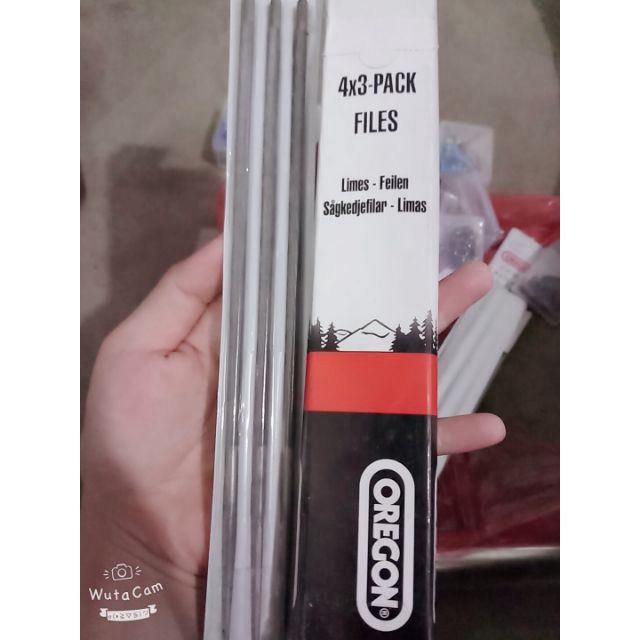 4x3-PACK
FILES
Limes - Feilen
Sågkedjefilar - Limas
OREGON®
WutaCam